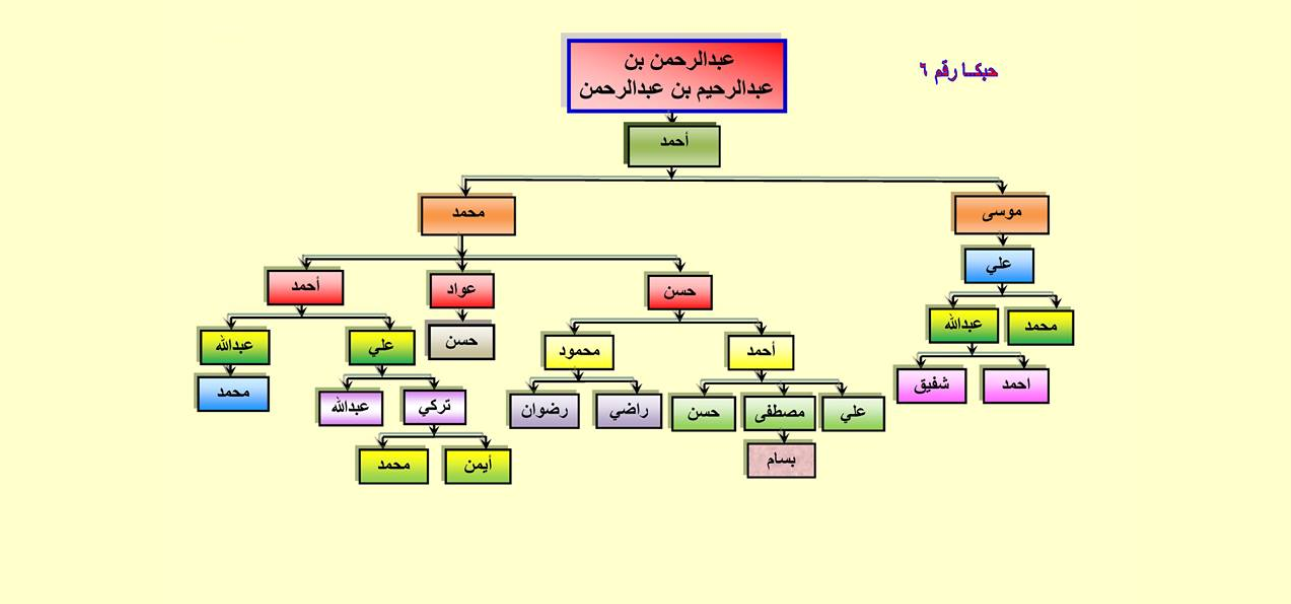 حبكا رقم ٦
عبدالرحمن بن
عبدالرحيم بن عبدالرحمن
أحمد
موسى
محمد
علي
حسن
عواد
أحمد
محمد
عبدالله
أحمد
محمود
حسن
علي
عبدالله
احمد
شفيق
علي
مصطفى
حسن
راضي
رضوان
تركي
عبدالله
محمد
بسام
أيمن
محمد